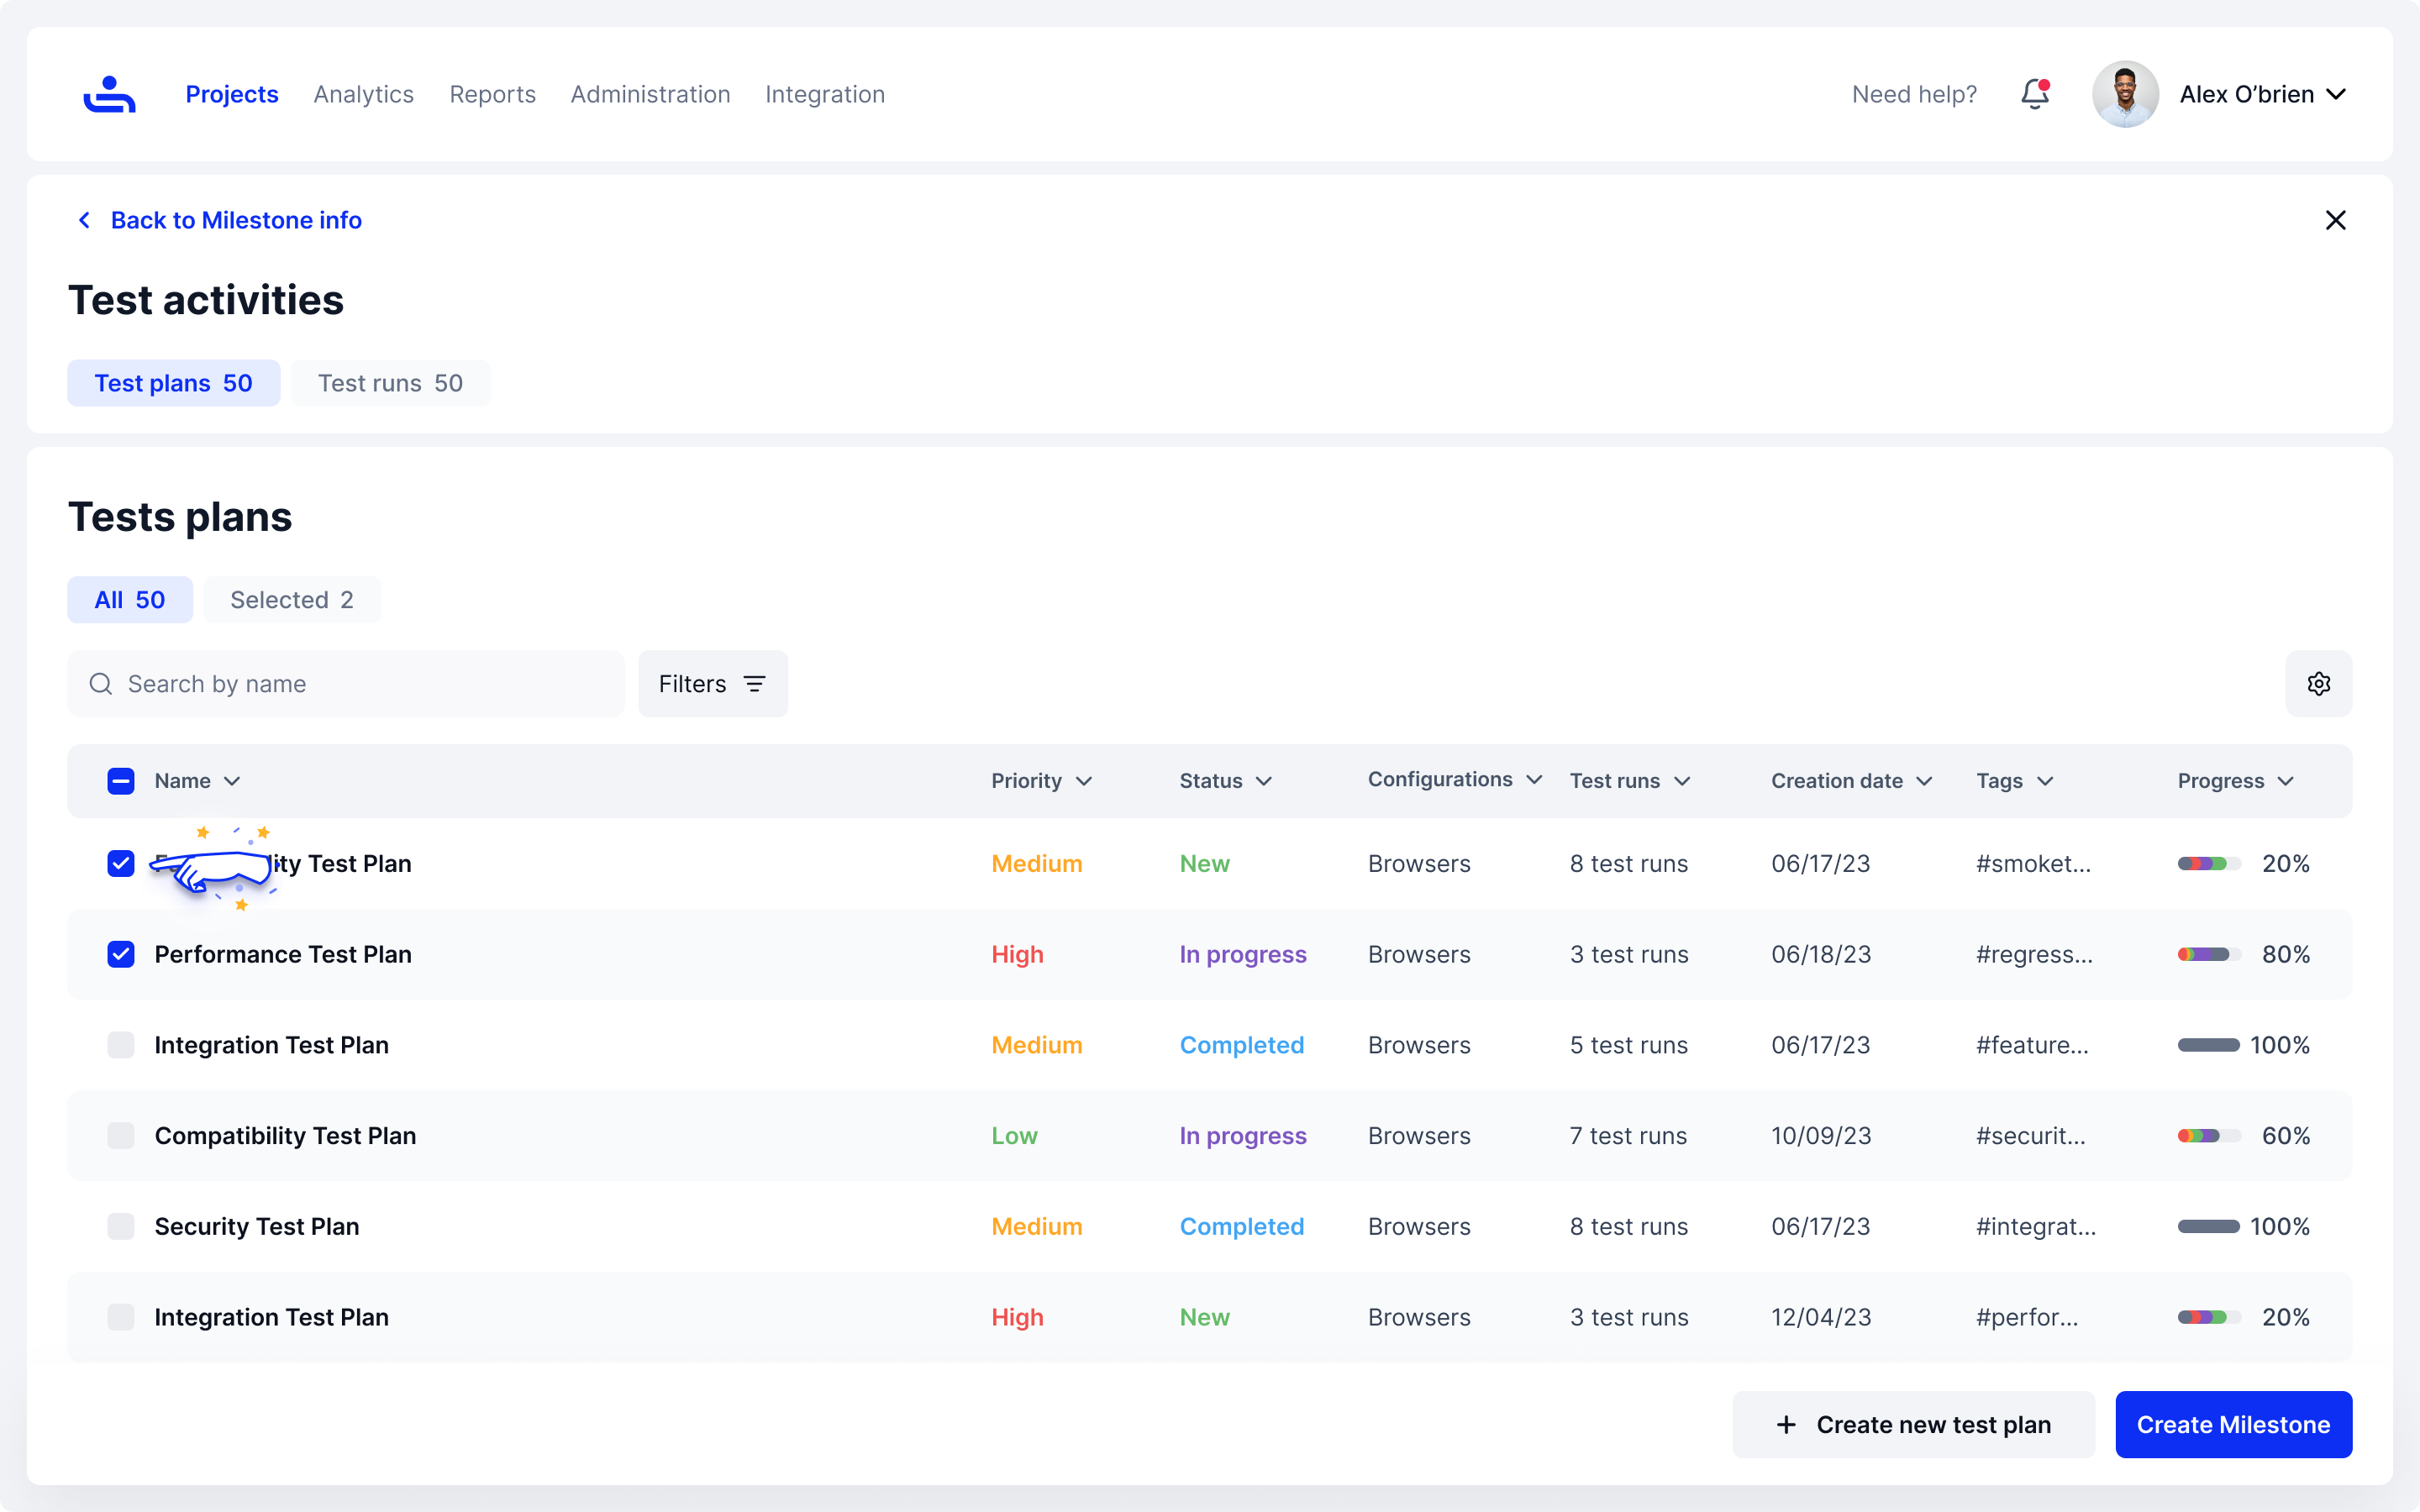 Projects Analytics Reports Administration Integration Need help? Alex O’brien
Back to Milestone info
Test activities
Test plans 50 Test runs 50
Tests plans
All 50 Selected 2
Search by name Filters
Name Priority Status Configurations Test runs Creation date Tags Progress
Test Plan Medium New Browsers 8 test runs 06/17/23 #smoket... 20%
Performance Test Plan High In progress Browsers 3 test runs 06/18/23 #regress... 80%
Integration Test Plan Medium Completed Browsers 5 test runs 06/17/23 #feature... 100%
Compatibility Test Plan Low In progress Browsers 7 test runs 10/09/23 #securit... 60%
Security Test Plan Medium Completed Browsers 8 test runs 06/17/23 #integrat... 100%
Integration Test Plan High New Browsers 3 test runs 12/04/23 #perfor... 20%
+ Create new test plan Create Milestone